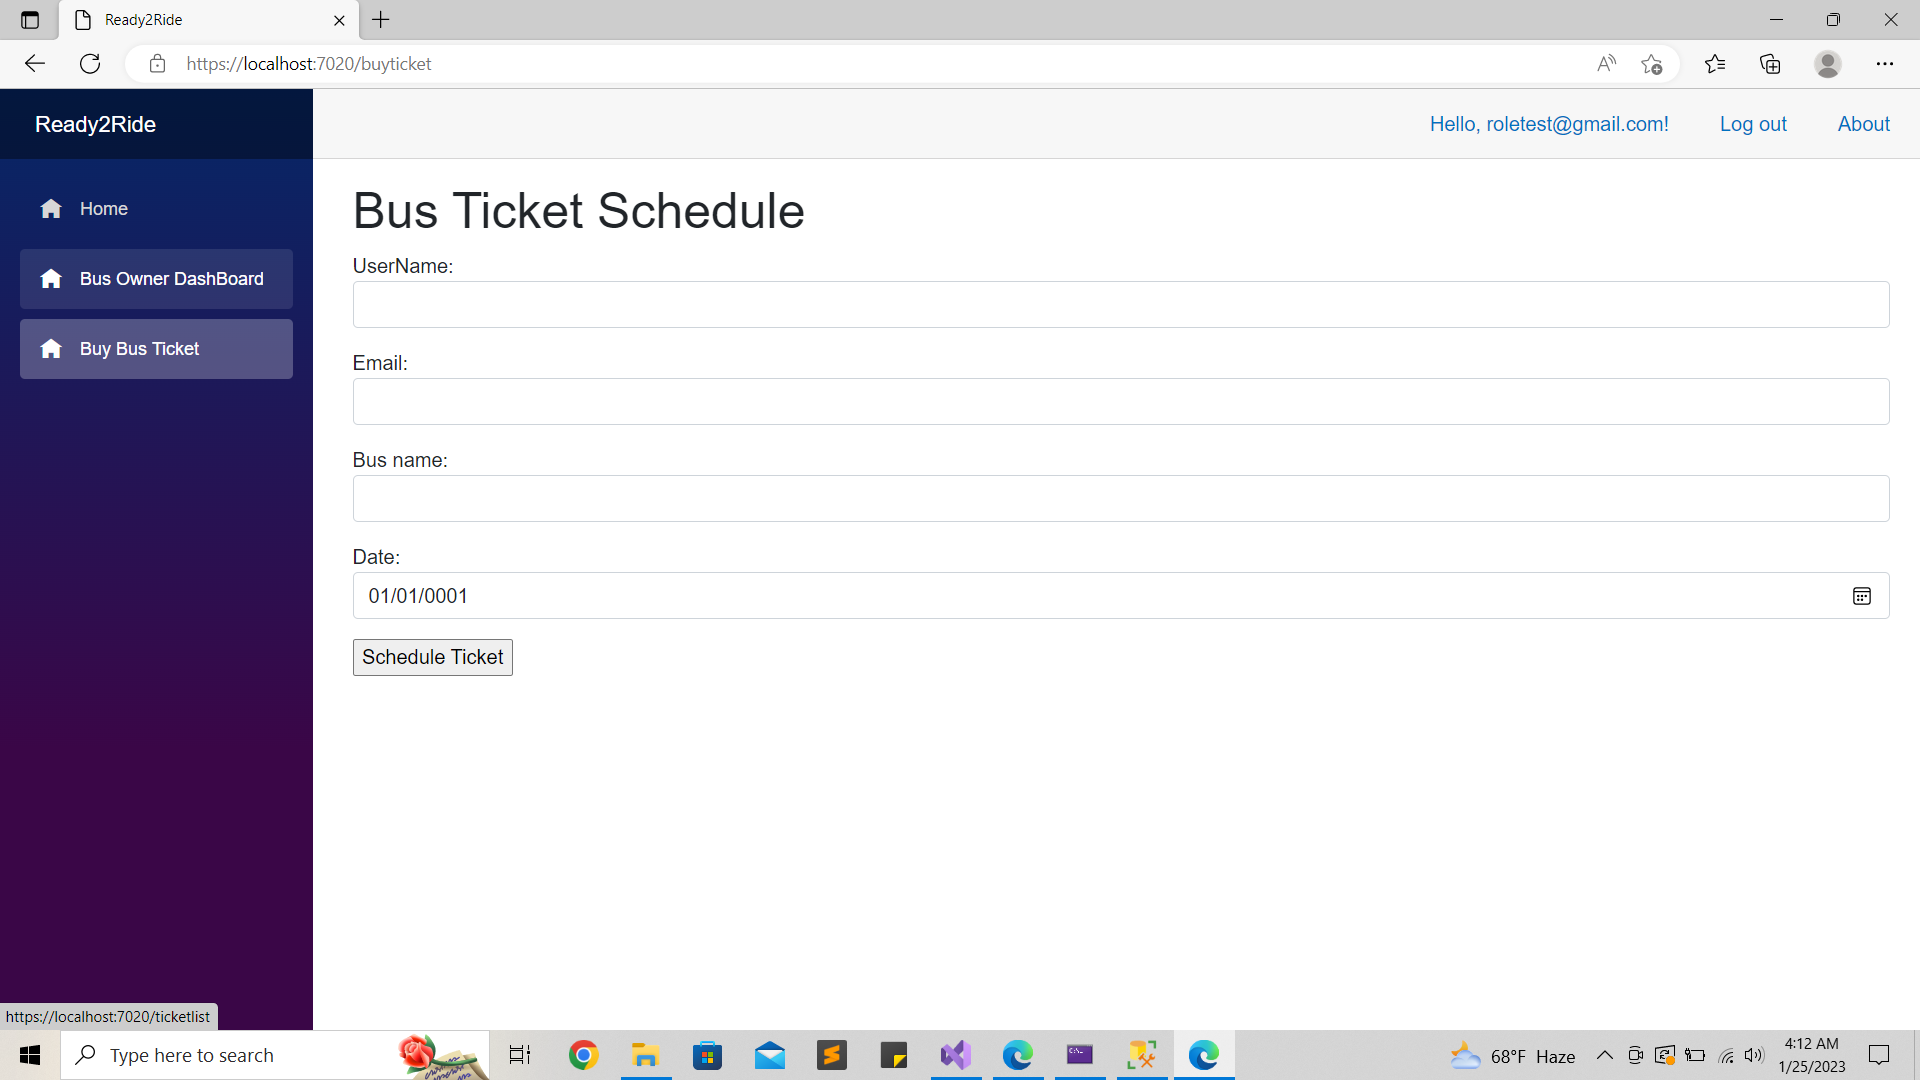 Ready2Ride
https://localhost:7020/buyticket
Ready2Ride
Hello, roletest@gmail.com!
Log out
About
Home
Bus Owner DashBoard
Buy Bus Ticket
Bus Ticket Schedule
UserName:
Email:
Bus name:
Date:
01/01/0001
Schedule Ticket
https://localhost:7020/ticketlist
Type here to search
68°F Haze
4:12 AM
1/25/2023